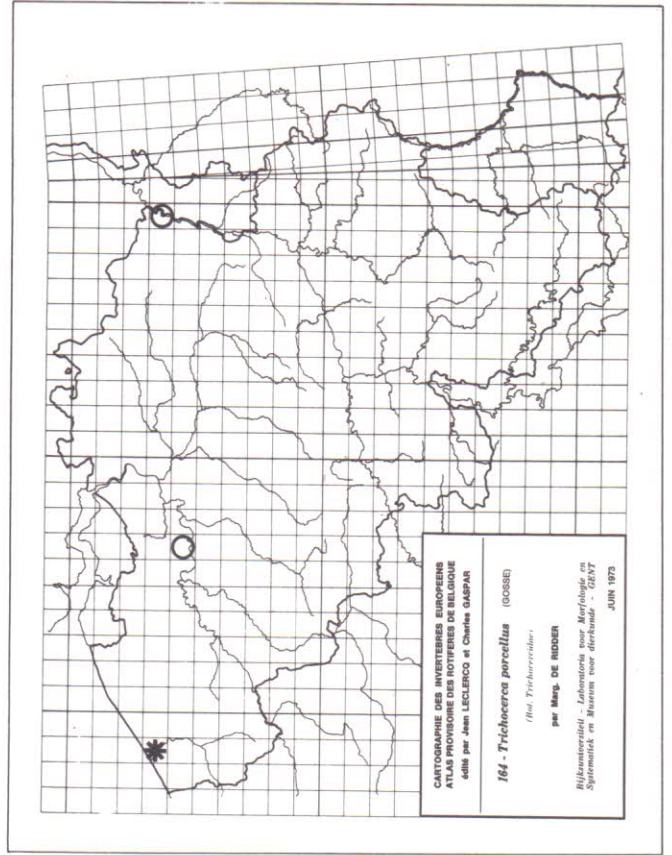 CARTOGRAPHIE DES INVERTEBRES EUROPEENS
ATLAS PROVISOIRE DES ROTIFERES DE BELGIQUE
édité par Jean LECLERCQ et Charles GASPAR
164 - Trichocerca porcellus (GOSSE)
(Rot. Trichocercidae)
par Marg. DE RIDDER
Rijksuniversiteit - Laboratoria voor Morfologie en
Systematiek en Museum voor dierkunde - GENT
JUIN 1973